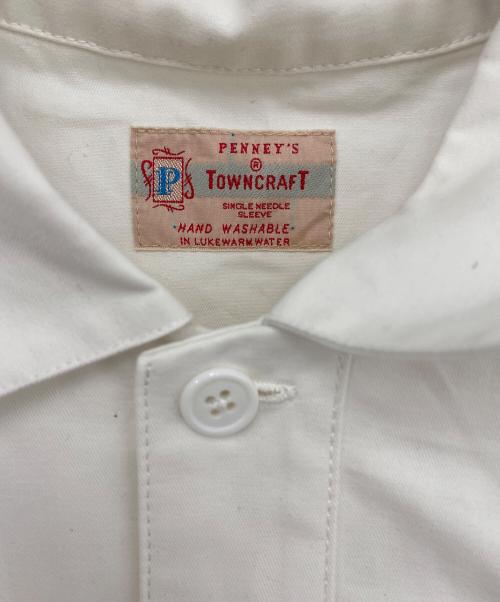 PENNEY'S
®
P TOWNCRAFT
SINGLE NEEDLE
SLEEVE
·HAND WASHABLE·
IN LUKEWARM WATER